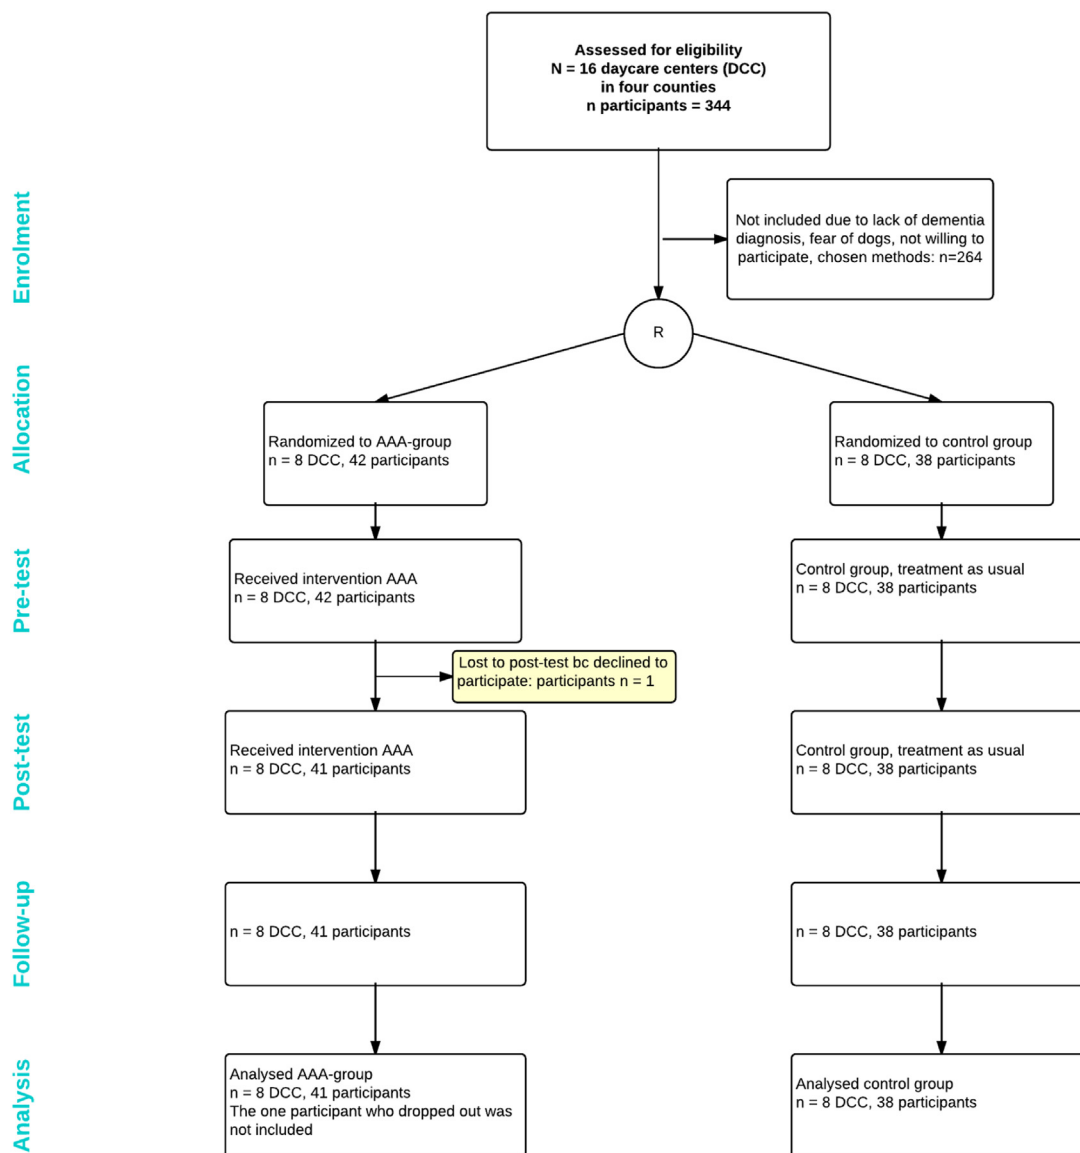 Assessed for eligibility
N = 16 daycare centers (DCC)
in four counties
n participants = 344
Enrolment
Not included due to lack of dementia
diagnosis, fear of dogs, not willing to
participate, chosen methods: n=264
R
Allocation
Randomized to AAA-group
n = 8 DCC, 42 participants
Randomized to control group
n = 8 DCC, 38 participants
Pre-test
Received intervention AAA
n = 8 DCC, 42 participants
Control group, treatment as usual
n = 8 DCC, 38 participants
Lost to post-test bc declined to
participate: participants n = 1
Post-test
Received intervention AAA
n = 8 DCC, 41 participants
Control group, treatment as usual
n = 8 DCC, 38 participants
Follow-up
n = 8 DCC, 41 participants
n = 8 DCC, 38 participants
Analysis
Analysed AAA-group
n = 8 DCC, 41 participants
The one participant who dropped out was
not included
Analysed control group
n = 8 DCC, 38 participants